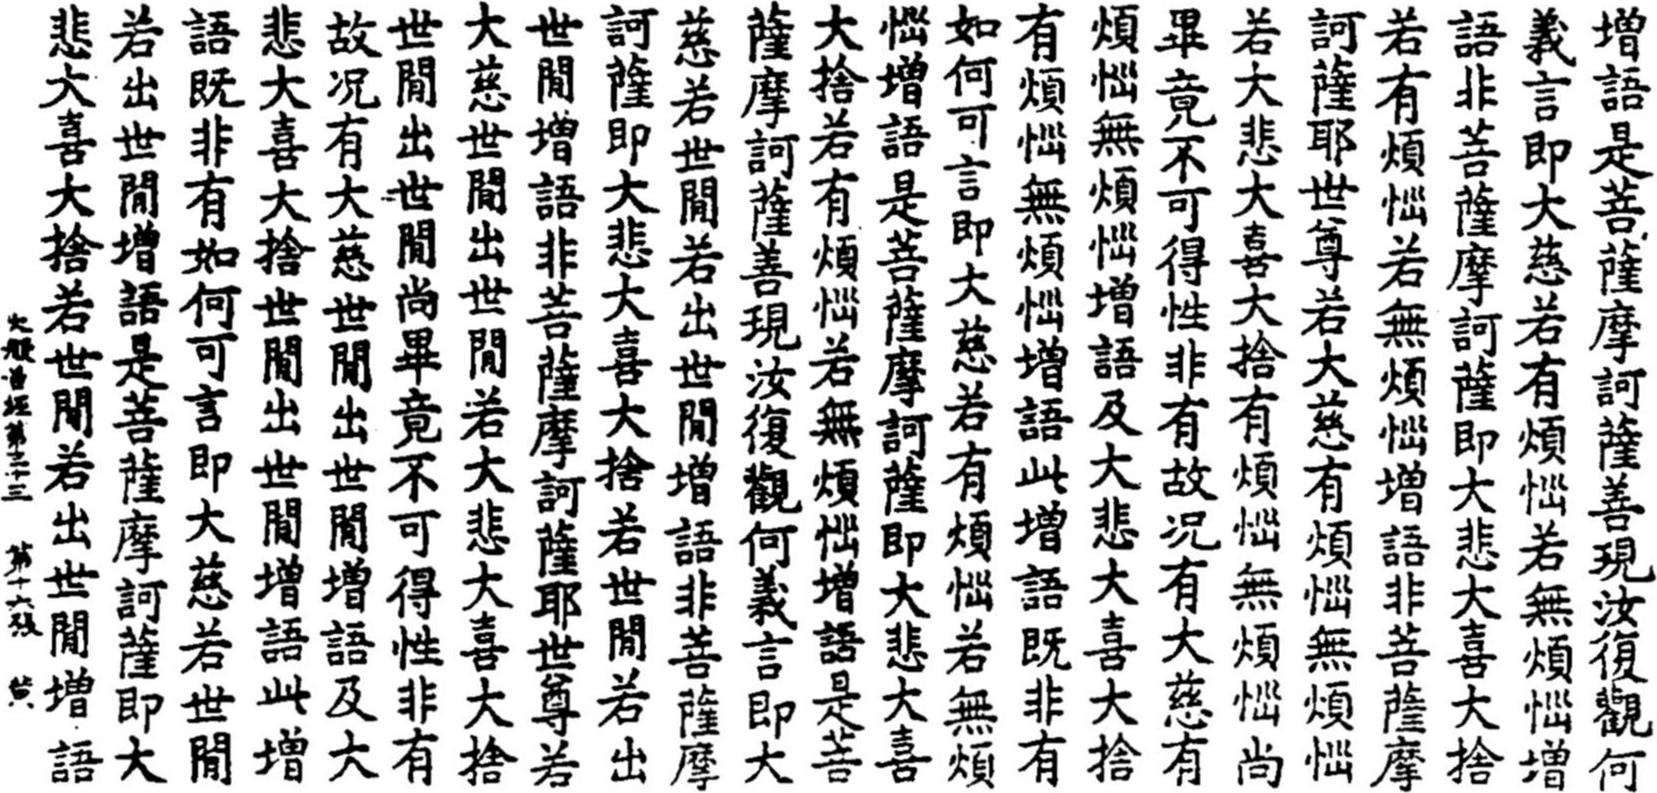 增語是菩薩摩訶薩善現汝復觀何
義言即大慈若有煩惱若無煩惱增
語非菩薩摩訶薩即大悲大喜大捨
若有煩惱若無煩惱增語非菩薩摩
訶薩耶世尊若大慈有煩惱無煩惱
若大悲大喜大捨有煩惱無煩惱尚
畢竟不可得性非有故况有大慈有
煩惱無煩惱增語及大悲大喜大捨
有煩惱無煩惱增語此增語既非有
如何可言即大慈若有煩惱若無煩
惱增語是菩薩摩訶薩即大悲大喜
大捨若有煩惱若無煩惱增語是菩
薩摩訶薩善現汝復觀何義言即大
慈若世間若出世間增語非菩薩摩
訶薩即大悲大喜大捨若世間若出
世間增語非菩薩摩訶薩耶世尊若
大慈世間出世間若大悲大喜大捨
世間出世間尚畢竟不可得性非有
故况有大慈世間出世間增語及大
悲大喜大捨世間出世間增語此增
語既非有如何可言即大慈若世間
若出世間增語是菩薩摩訶薩即大
悲大喜大捨若世間若出世間增語
大般若經第三十三 第十六張 黄